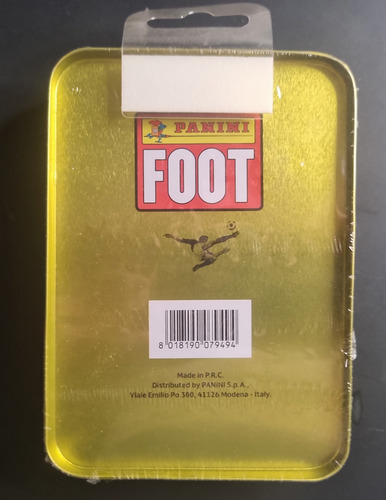 PANINI
FOOT
8 018190 079494
Made in P.R.C.
Distributed by PANINI S.p.A.,
Viale Emilio Po 380, 41126 Modena - Italy.